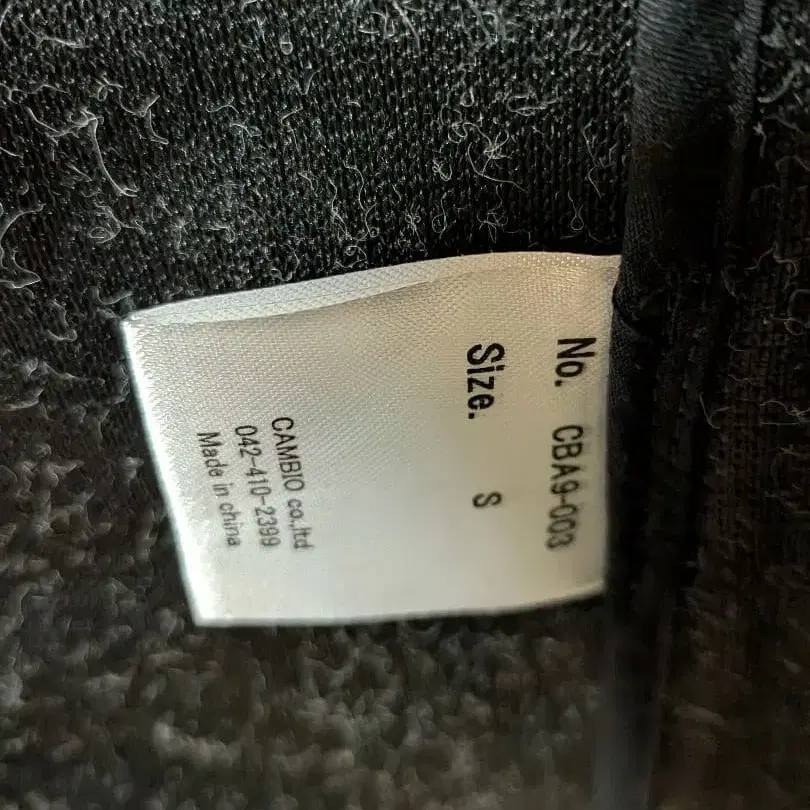 No. CBA9-003
Size. S
CAMBIO co.,ltd
042-410-2399
Made in china